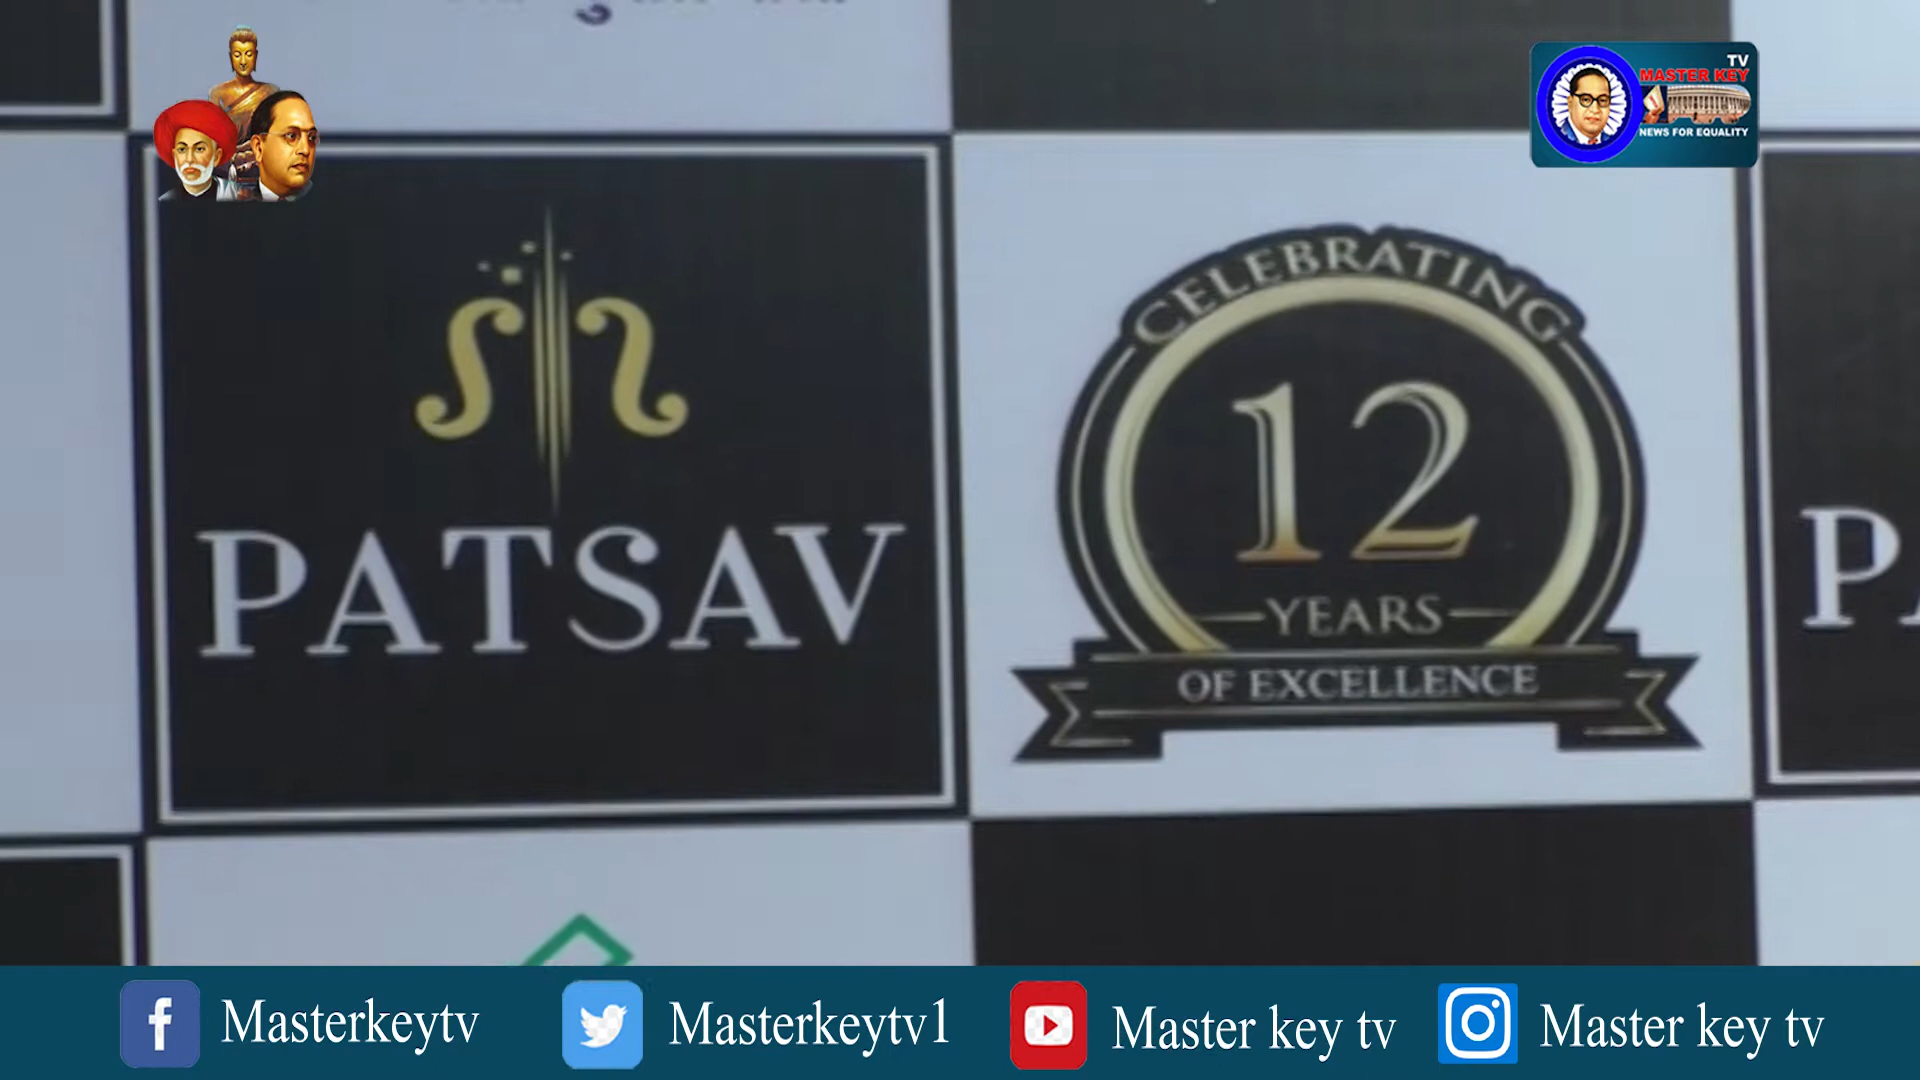 TV
MASTER KEY
NEWS FOR EQUALITY
PATSAV
CELEBRATING
12
YEARS
OF EXCELLENCE
Masterkeytv
Masterkeytv1
Master key tv
Master key tv